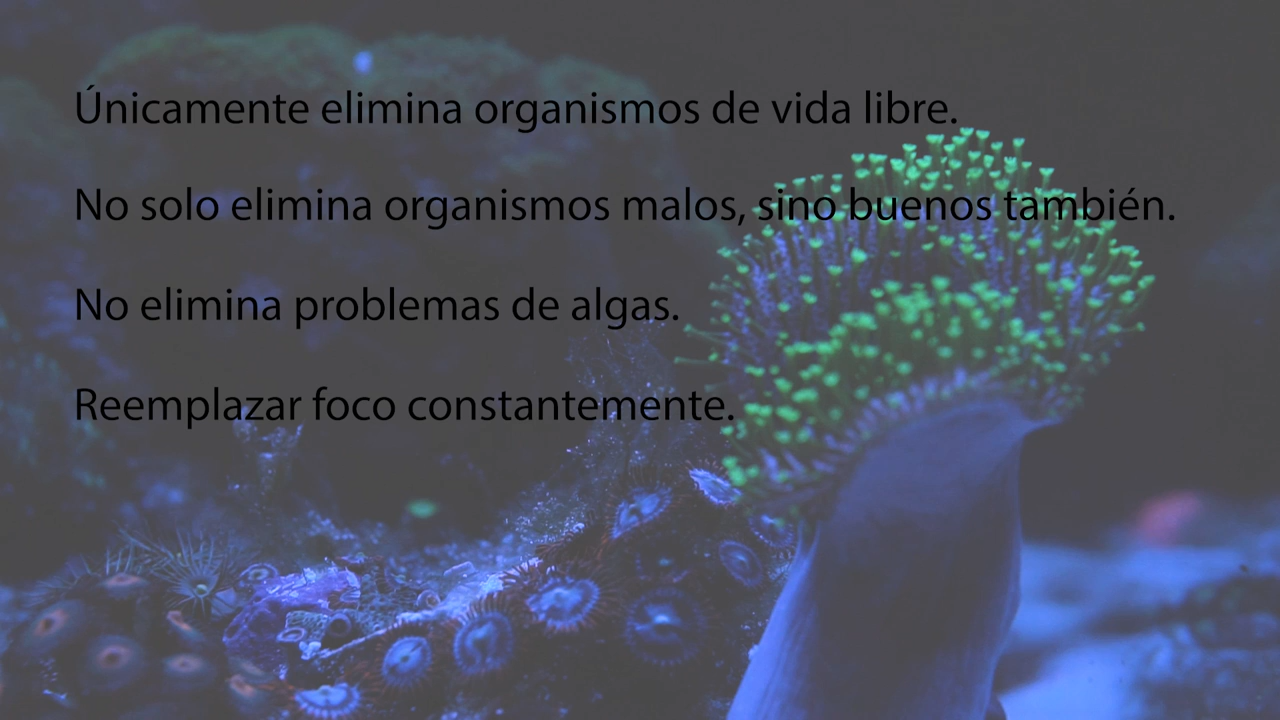 Únicamente elimina organismos de vida libre.
No solo elimina organismos malos, sino buenos también.
No elimina problemas de algas.
Reemplazar foco constantemente.